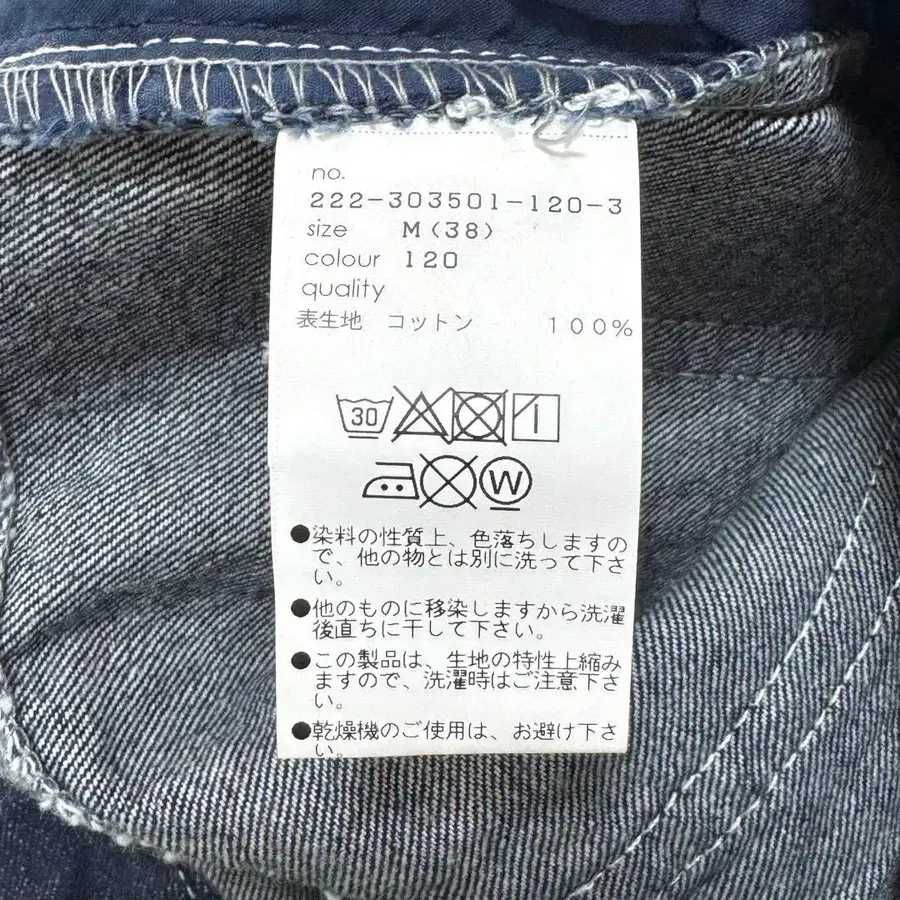 no.
222-303501-120-3
size M(38)
colour 120
quality
表生地 コットン 100%
30
W
●染料の性質上、色落ちしますの
で、他の物とは別に洗って下さ
い。
●他のものに移染しますから洗濯
後直ちに干して下さい。
●この製品は、生地の特性上縮み
ますので、洗濯時はご注意下さ
い。
●乾燥機のご使用は、お避け下さ
い。